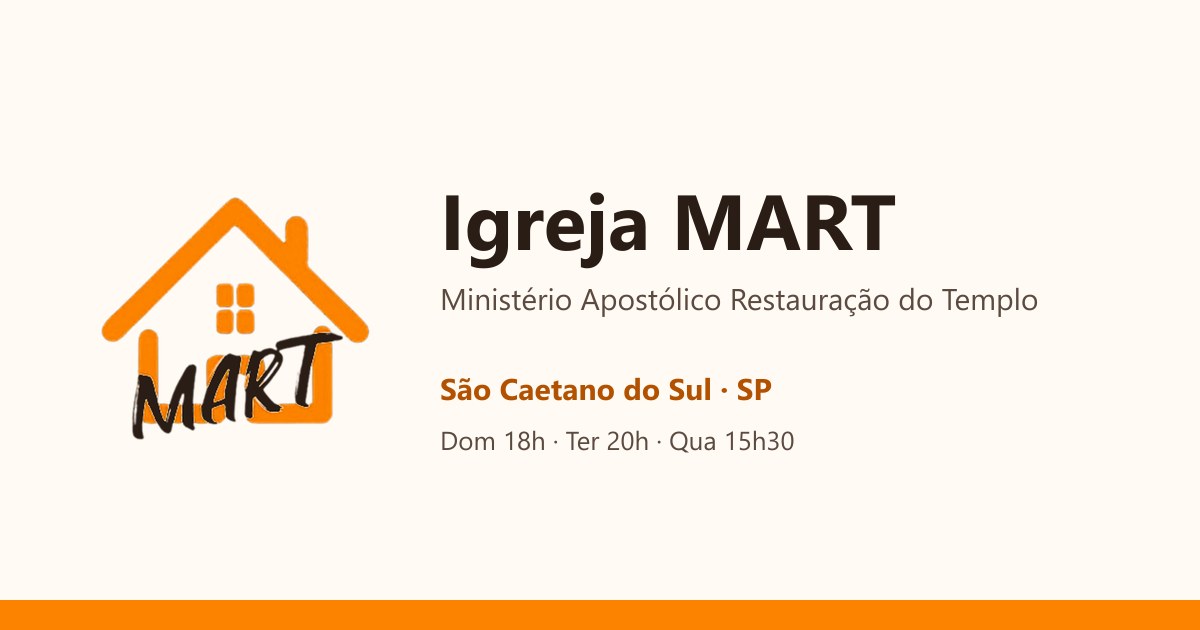 MART
Igreja MART
Ministério Apostólico Restauração do Templo
São Caetano do Sul · SP
Dom 18h · Ter 20h · Qua 15h30